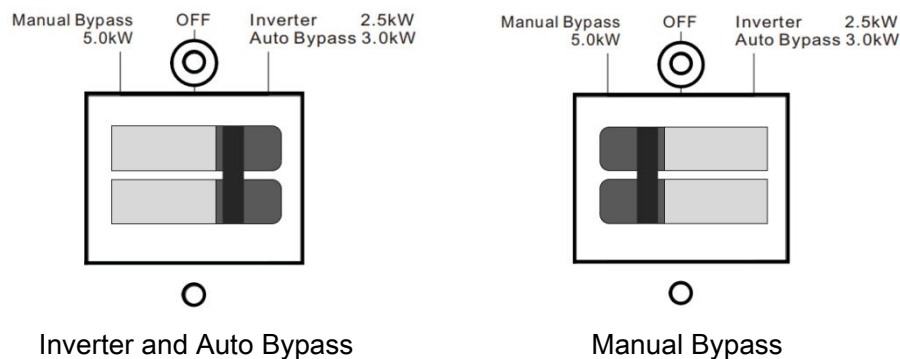 Manual Bypass OFF Inverter 2.5kW
5.0kW Auto Bypass 3.0kW
Manual Bypass OFF Inverter 2.5kW
5.0kW Auto Bypass 3.0kW
Inverter and Auto Bypass
Manual Bypass